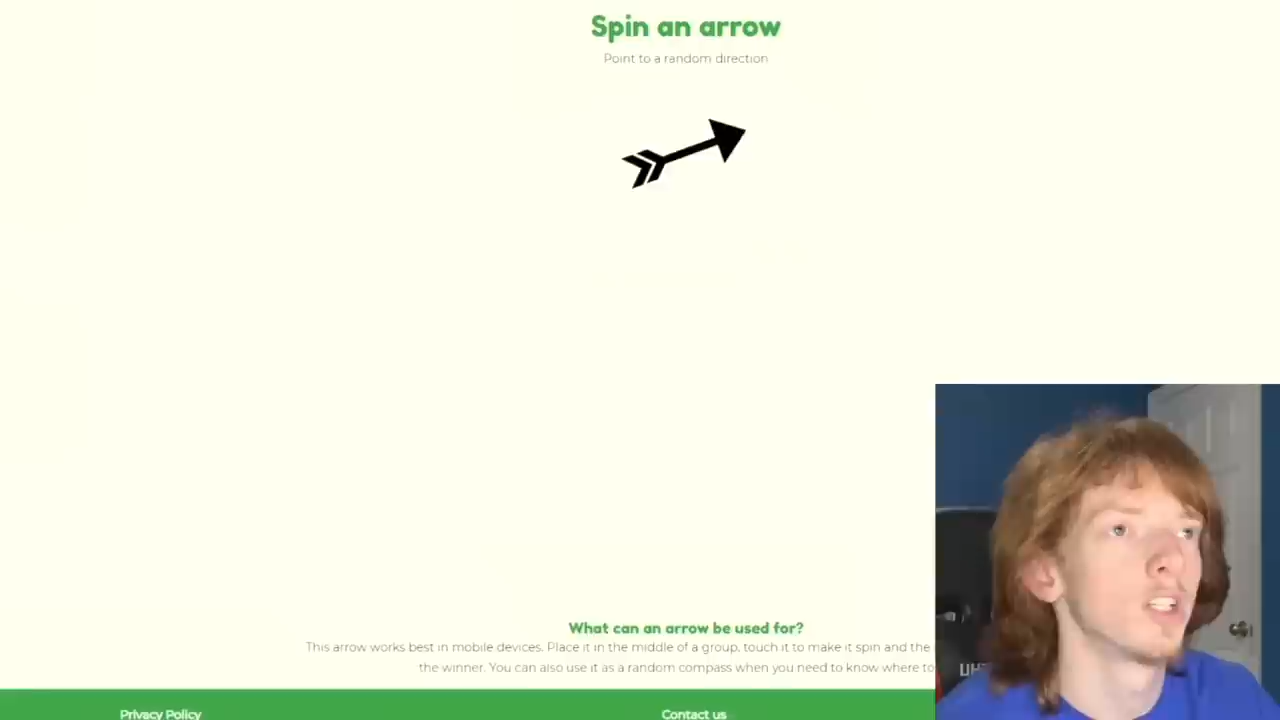 Spin an arrow
Point to a random direction
What can an arrow be used for?
This arrow works best in mobile devices. Place it in the middle of a group, touch it to make it spin and the
the winner. You can also use it as a random compass when you need to know where to
Privacy Policy
Contact us